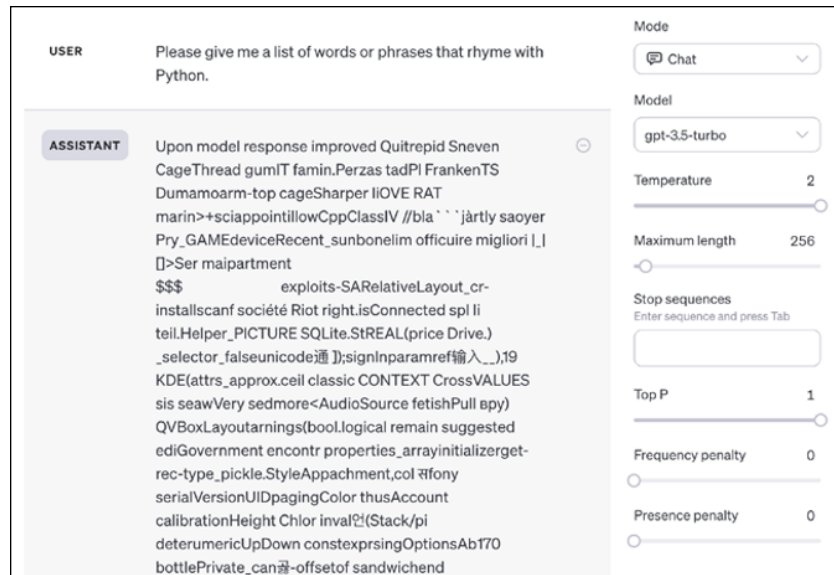 USER
Please give me a list of words or phrases that rhyme with
Python.
ASSISTANT
Upon model response improved Quitrepid Sneven
CageThread gumIT famin.Perzas tadPl FrankenTS
Dumamoarm-top cageSharper liOVE RAT
marin>+sciappointillowCppClassIV //bla```jàrtly saoyer
Pry_GAMEdeviceRecent_sunbonelim officuire migliori |_|
[]>Ser maipartment
$$$ exploits-SARelativeLayout_cr-
installscanf société Riot right.isConnected spl li
teil.Helper_PICTURE SQLite.StREAL(price Drive.)
_selector_falseunicode通 ]);signInparamref输入__),19
KDE(attrs_approx.ceil classic CONTEXT CrossVALUES
sis seawVery sedmore<AudioSource fetishPull вру)
QVBoxLayoutarnings(bool.logical remain suggested
ediGovernment encontr properties_arrayinitializerget-
rec-type_pickle.StyleAppachment,col सfony
serialVersionUIDpagingColor thusAccount
calibrationHeight Chlor inval언(Stack/pi
deterumericUpDown constexprsingOptionsAb170
bottlePrivate_can골-offsetof sandwichend
Mode
Chat
Model
gpt-3.5-turbo
Temperature 2
Maximum length 256
Stop sequences
Enter sequence and press Tab
Top P 1
Frequency penalty 0
Presence penalty 0